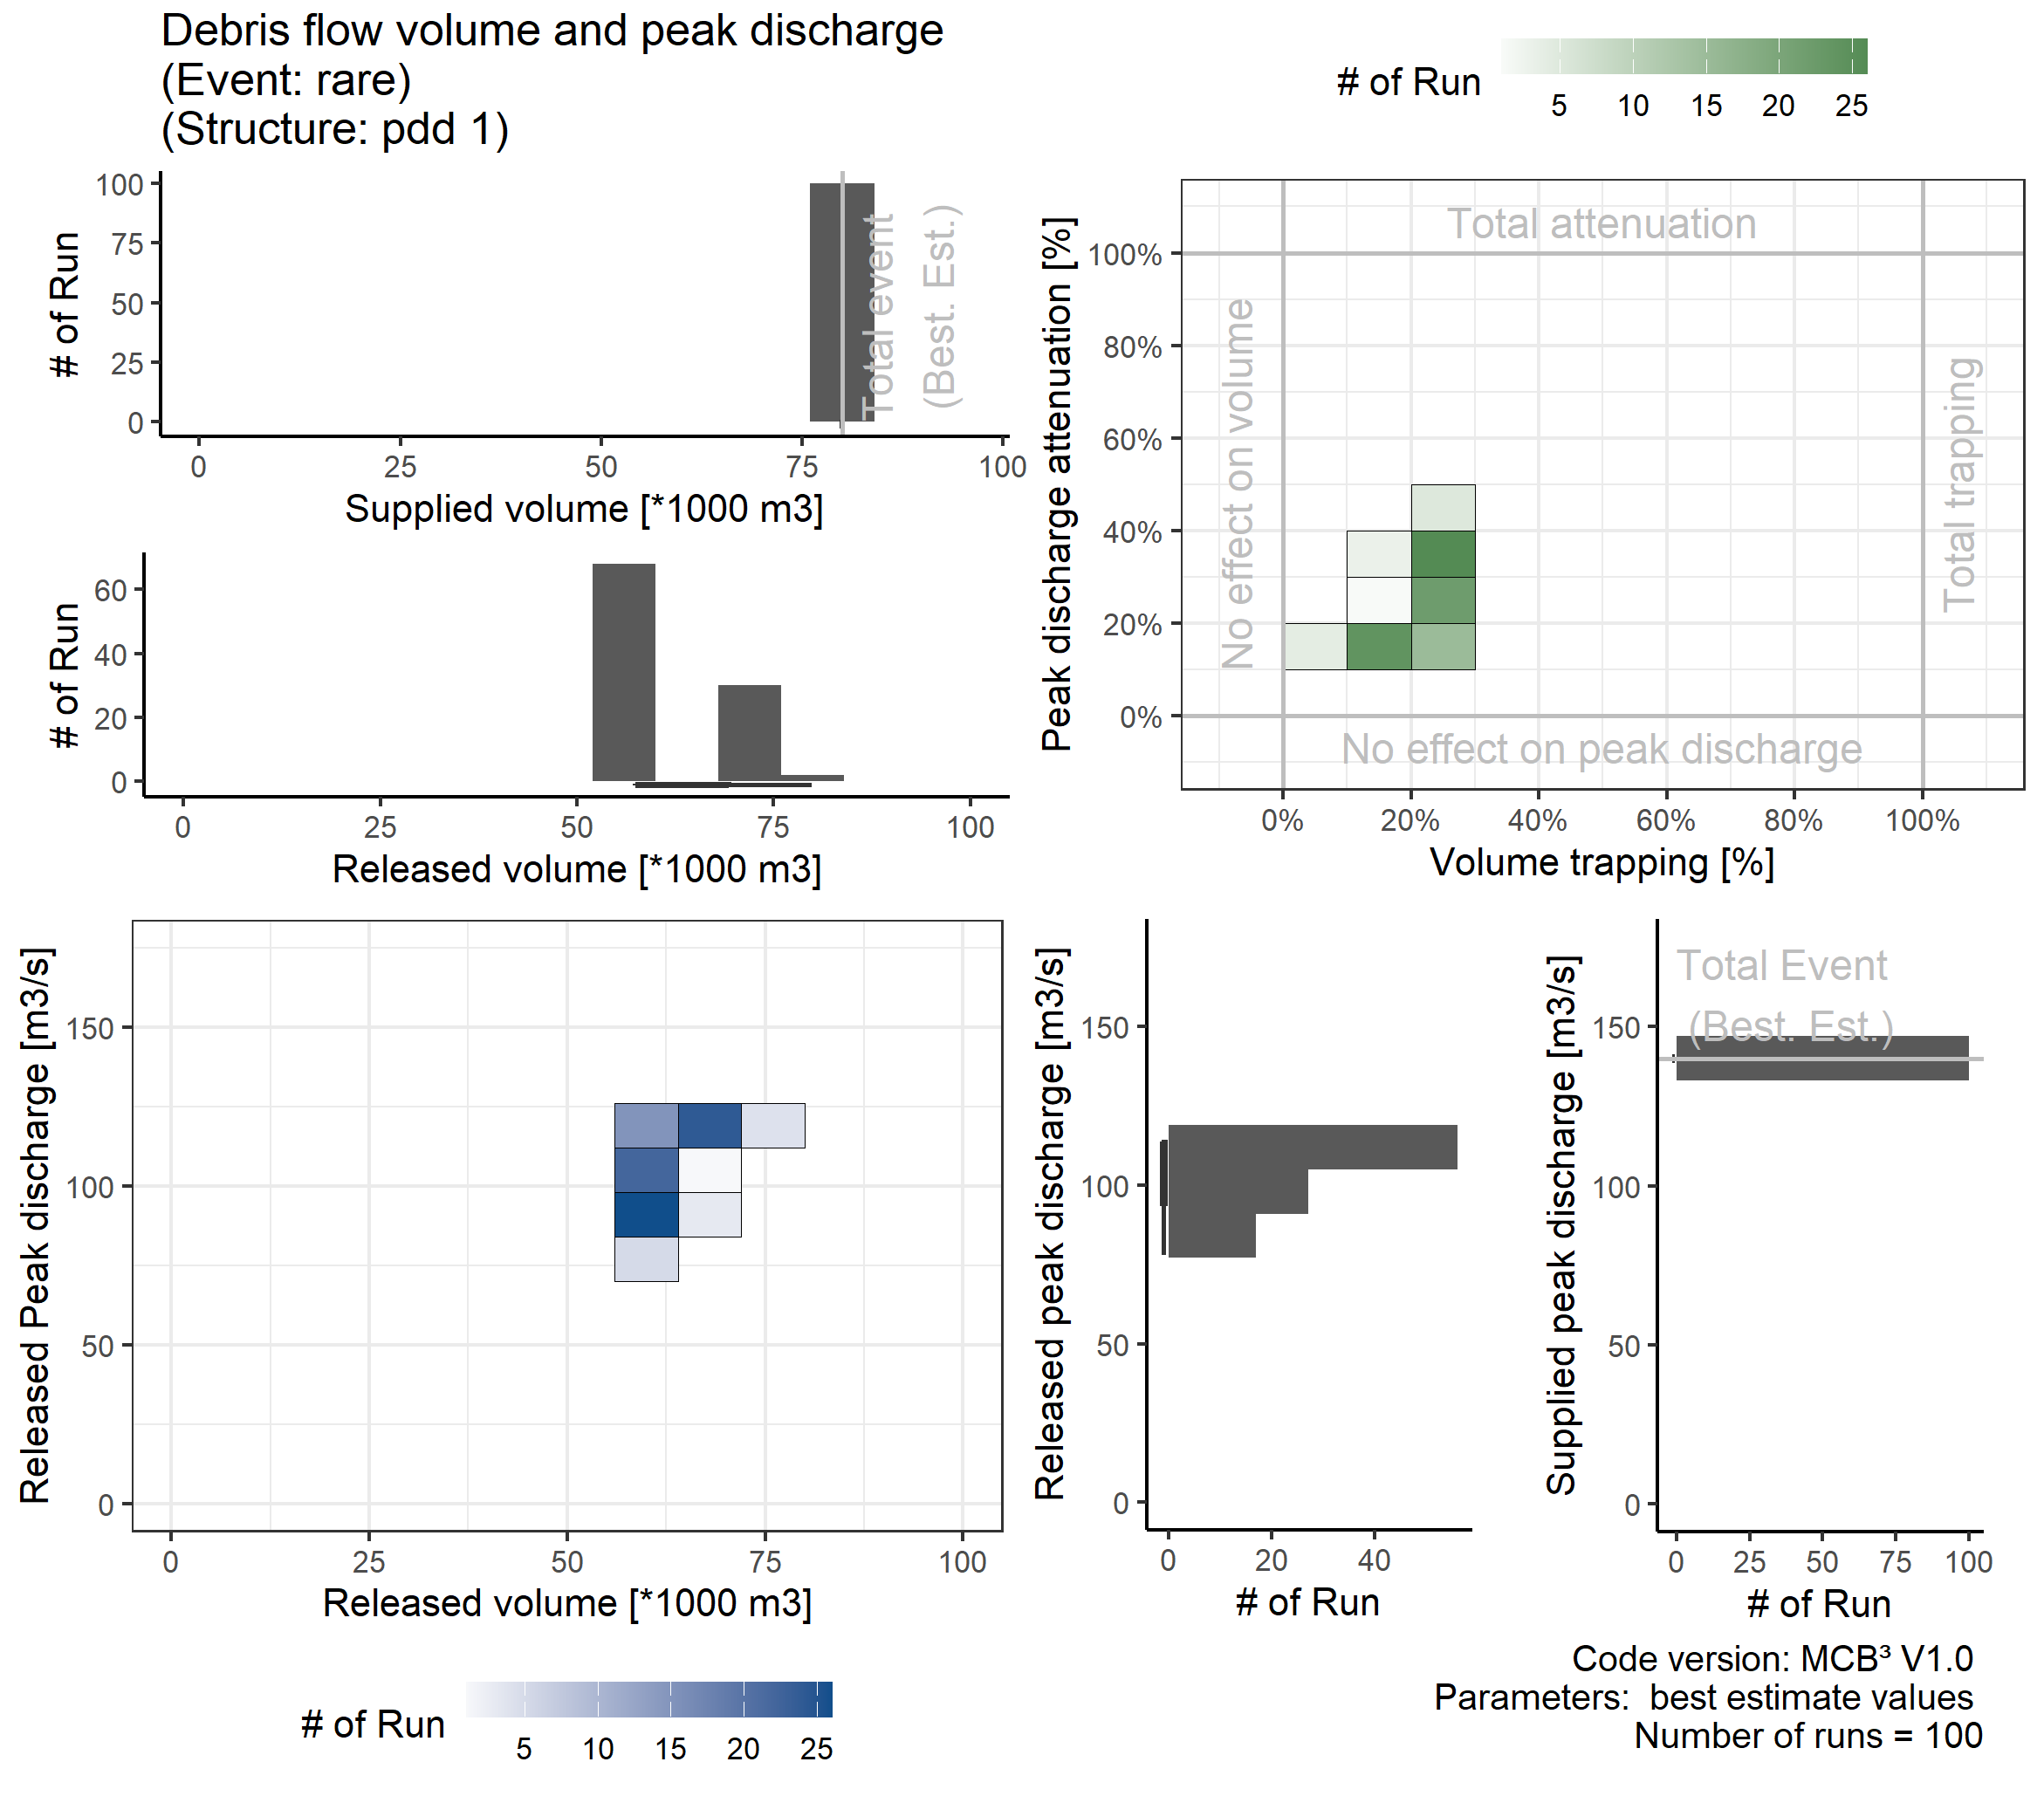 Debris flow volume and peak discharge
(Event: rare)
(Structure: pdd 1)
# of Run
5 10 15 20 25
# of Run
100
75
50
25
0
Total event
(Best. Est.)
0 25 50 75 100
Supplied volume [*1000 m3]
# of Run
60
40
20
0
0 25 50 75 100
Released volume [*1000 m3]
Peak discharge attenuation [%]
100%
80%
60%
40%
20%
0%
Total attenuation
No effect on volume
Total trapping
No effect on peak discharge
0% 20% 40% 60% 80% 100%
Volume trapping [%]
Released Peak discharge [m3/s]
150
100
50
0
0 25 50 75 100
Released volume [*1000 m3]
# of Run
5 10 15 20 25
Released peak discharge [m3/s]
150
100
50
0
0 20 40
# of Run
Supplied peak discharge [m3/s]
150
100
50
0
Total Event
(Best. Est.)
0 25 50 75 100
# of Run
Code version: MCB³ V1.0
Parameters:  best estimate values
Number of runs = 100